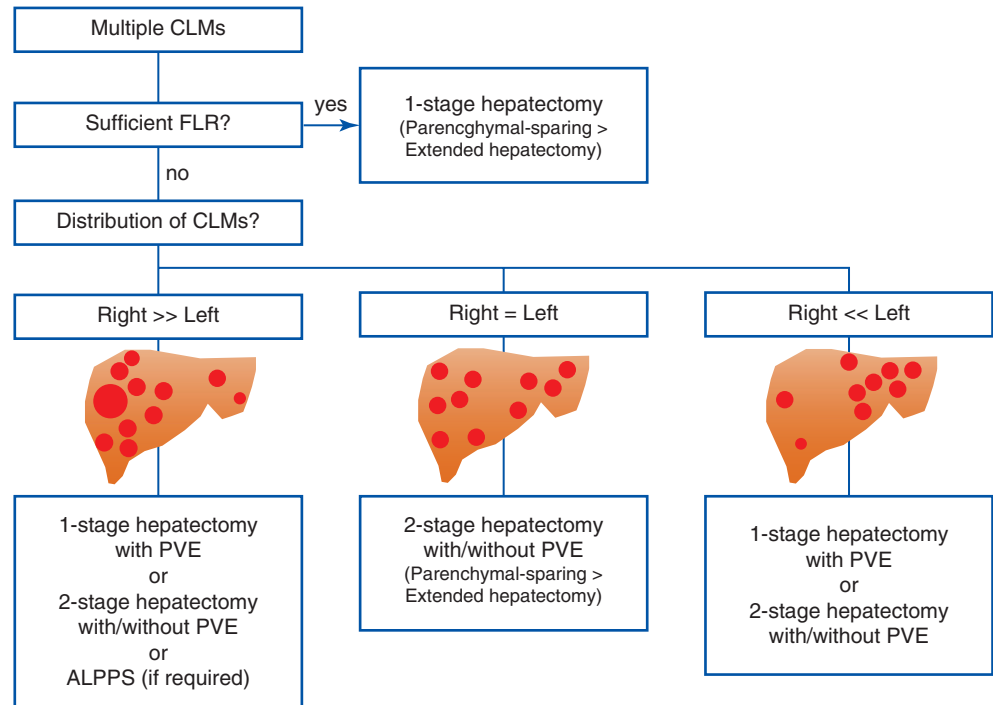 Multiple CLMs
Sufficient FLR?
yes
1-stage hepatectomy
(Parencghymal-sparing >
Extended hepatectomy)
no
Distribution of CLMs?
Right >> Left
Right = Left
Right << Left
1-stage hepatectomy
with PVE
or
2-stage hepatectomy
with/without PVE
or
ALPPS (if required)
2-stage hepatectomy
with/without PVE
(Parenchymal-sparing >
Extended hepatectomy)
1-stage hepatectomy
with PVE
or
2-stage hepatectomy
with/without PVE